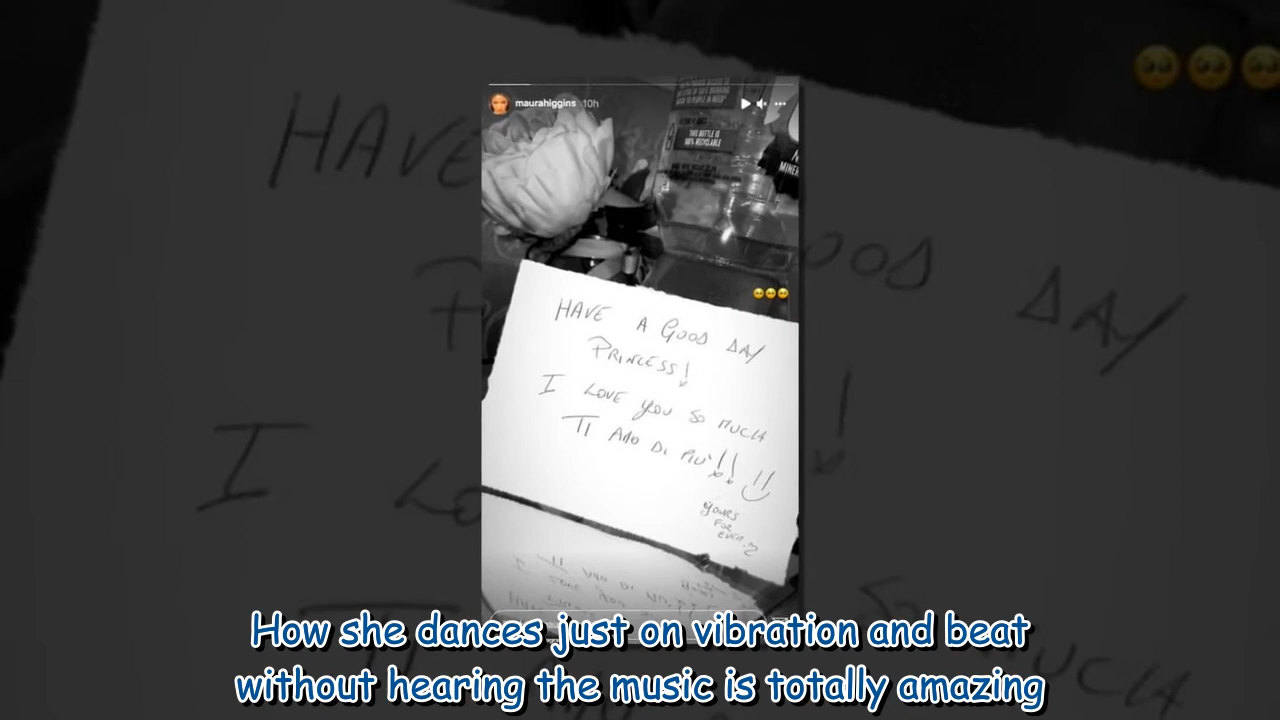 maurahiggins 10h
THIS BOTTLE IS
100% RECYCLABLE
HAVE A GOOD DAY
PRINCESS!
I LOVE YOU SO MUCH
TI AMO DI PIU'!!
YOURS
FOR
EVER
How she dances just on vibration and beat
without hearing the music is totally amazing